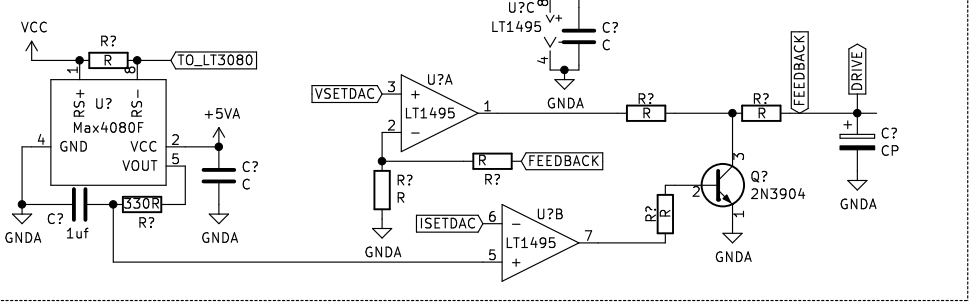 VCC
R?
R
TO_LT3080
1
8
RS+
RS-
U?
Max4080F
4
GND
VCC
2
VOUT
5
+5VA
C?
C
C?
1uf
330R
R?
GNDA
GNDA
U?C
LT1495
8
V+
V-
4
C?
C
GNDA
VSETDAC
3
+
2
-
U?A
LT1495
1
R
R?
FEEDBACK
R?
R
GNDA
ISETDAC
6
-
5
+
U?B
LT1495
7
R?
R
R?
R
R?
R
FEEDBACK
DRIVE
3
2
1
Q?
2N3904
GNDA
+
C?
CP
GNDA